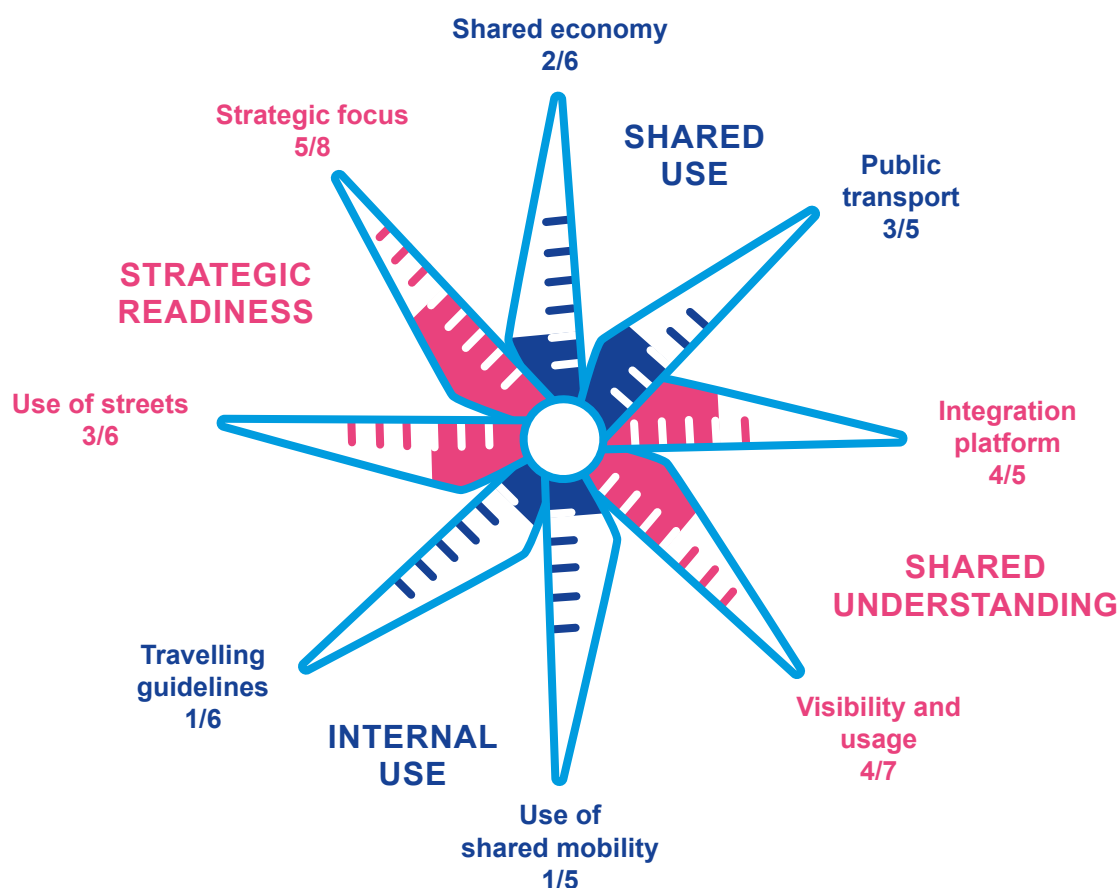 Shared economy
2/6
Strategic focus
5/8
SHARED
USE
Public
transport
3/5
STRATEGIC
READINESS
Use of streets
3/6
Integration
platform
4/5
SHARED
UNDERSTANDING
Travelling
guidelines
1/6
INTERNAL
USE
Visibility and
usage
4/7
Use of
shared mobility
1/5